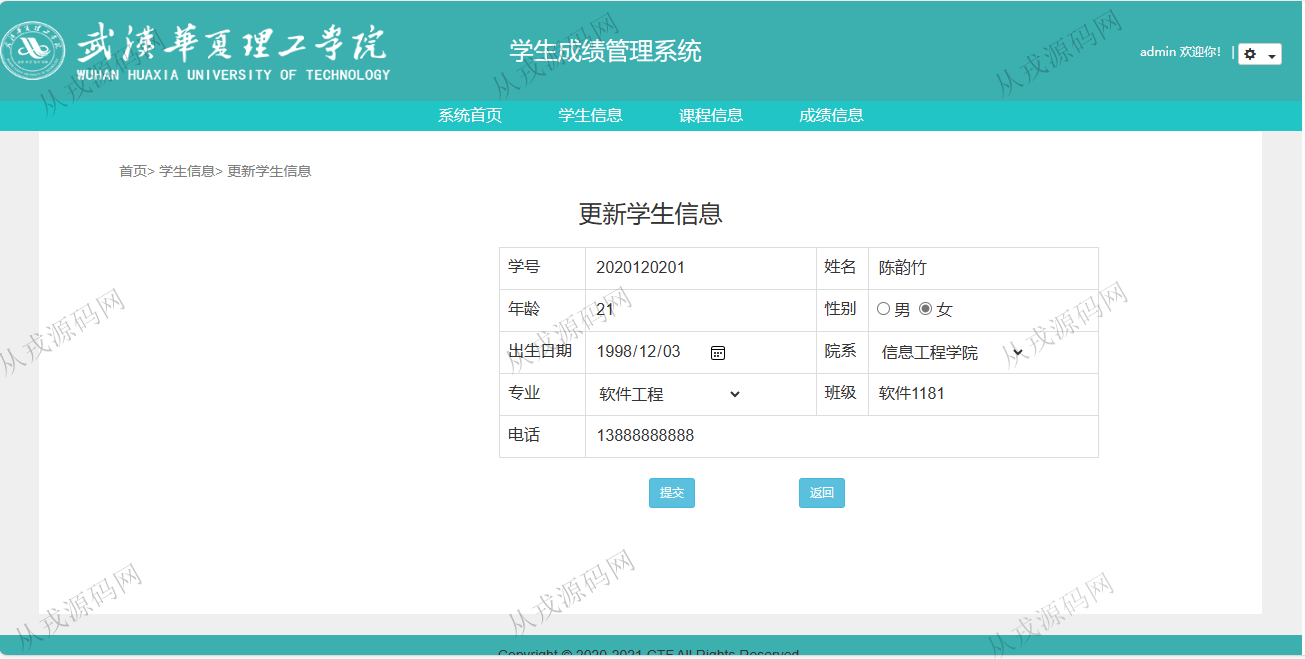 武漢華夏理工学院
WUHAN HUAXIA UNIVERSITY OF TECHNOLOGY
学生成绩管理系统
admin 欢迎你! |
系统首页 学生信息 课程信息 成绩信息
首页> 学生信息> 更新学生信息
更新学生信息
学号 2020120201 姓名 陈韵竹
年龄 21 性别 男 女
出生日期 1998/12/03 院系 信息工程学院
专业 软件工程 班级 软件1181
电话 13888888888
提交 返回
Copyright © 2020-2021 CTF All Rights Reserved
从戎源码网
从戎源码网
从戎源码网
从戎源码网
从戎源码网
从戎源码网
从戎源码网
从戎源码网
从戎源码网